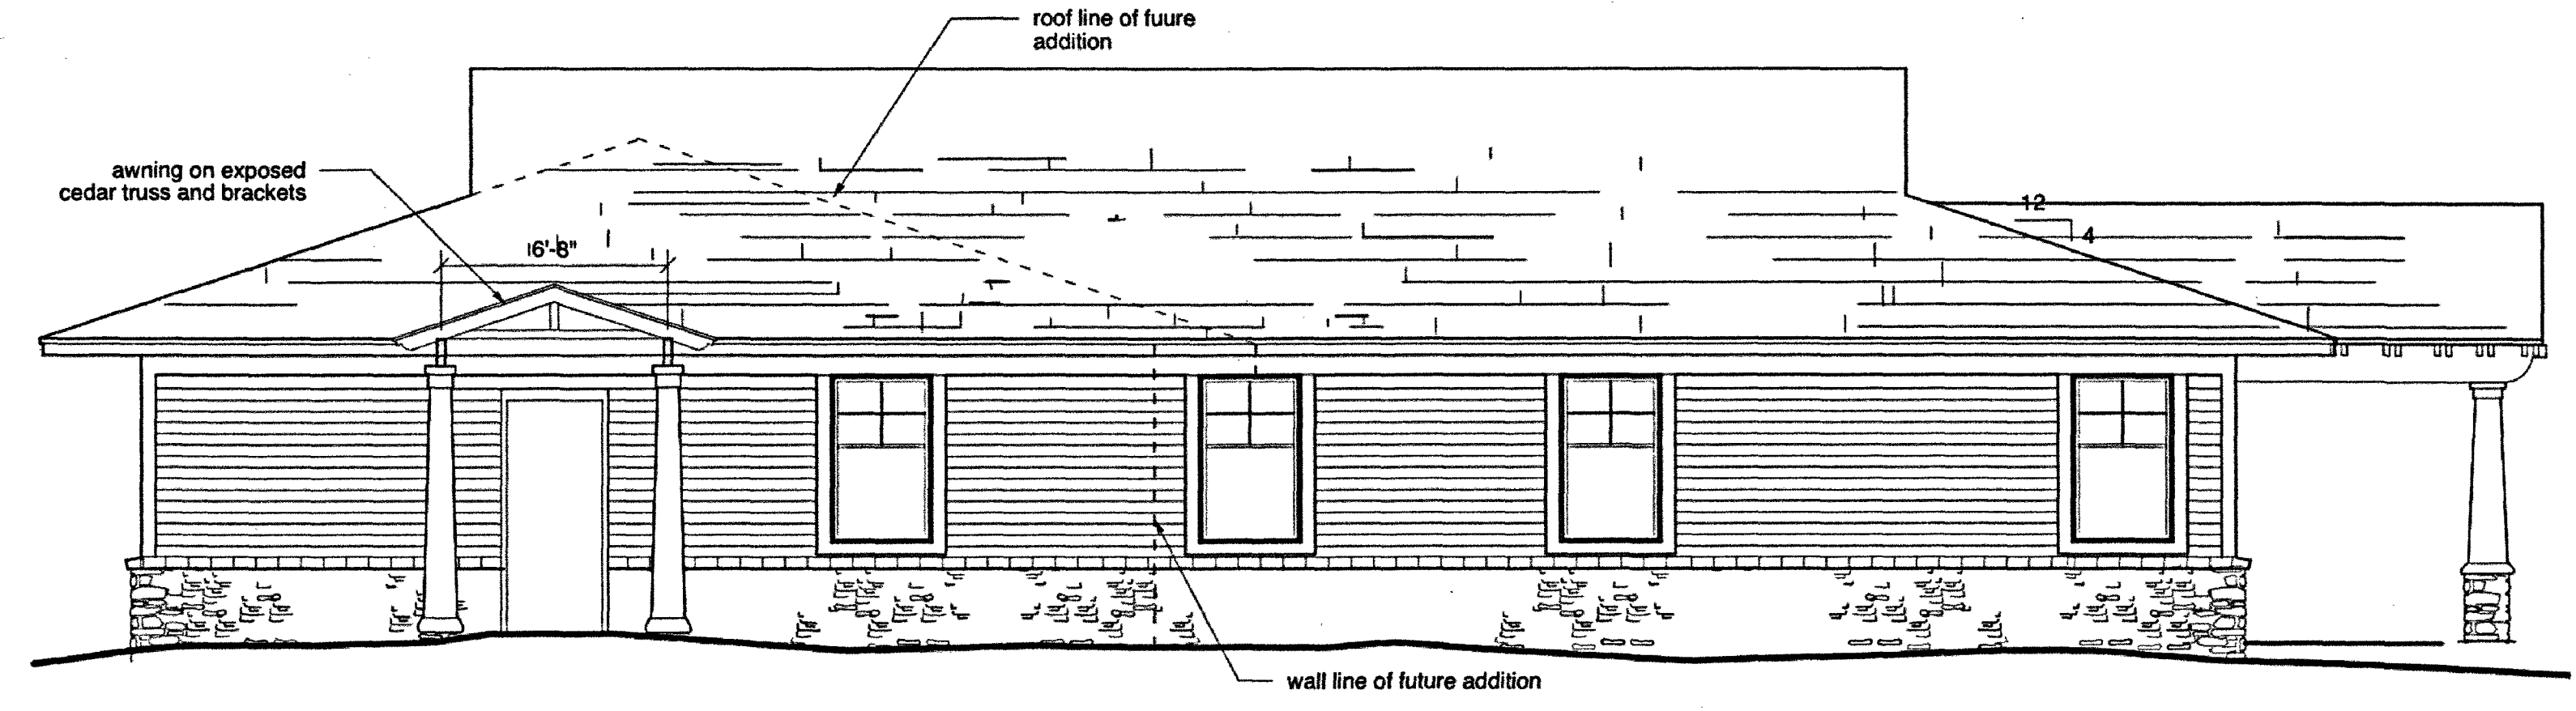 roof line of fuure
addition
awning on exposed
cedar truss and brackets
6'-8"
12
4
wall line of future addition